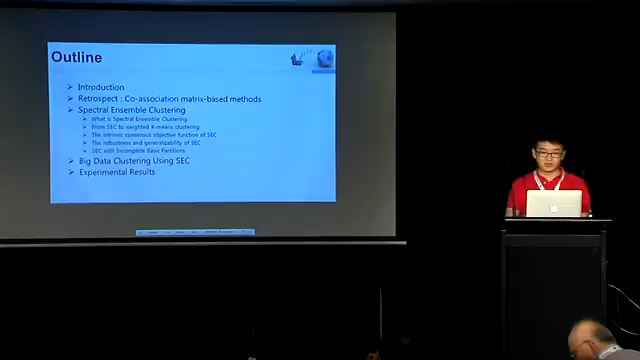 Outline
➢ Introduction
➢ Retrospect : Co-association matrix-based methods
➢ Spectral Ensemble Clustering
➢ What is Spectral Ensemble Clustering
➢ From SEC to weighted K-means clustering
➢ The intrinsic consensus objective function of SEC
➢ The robustness and generalizability of SEC
➢ SEC with Incomplete Basic Partitions
➢ Big Data Clustering Using SEC
➢ Experimental Results